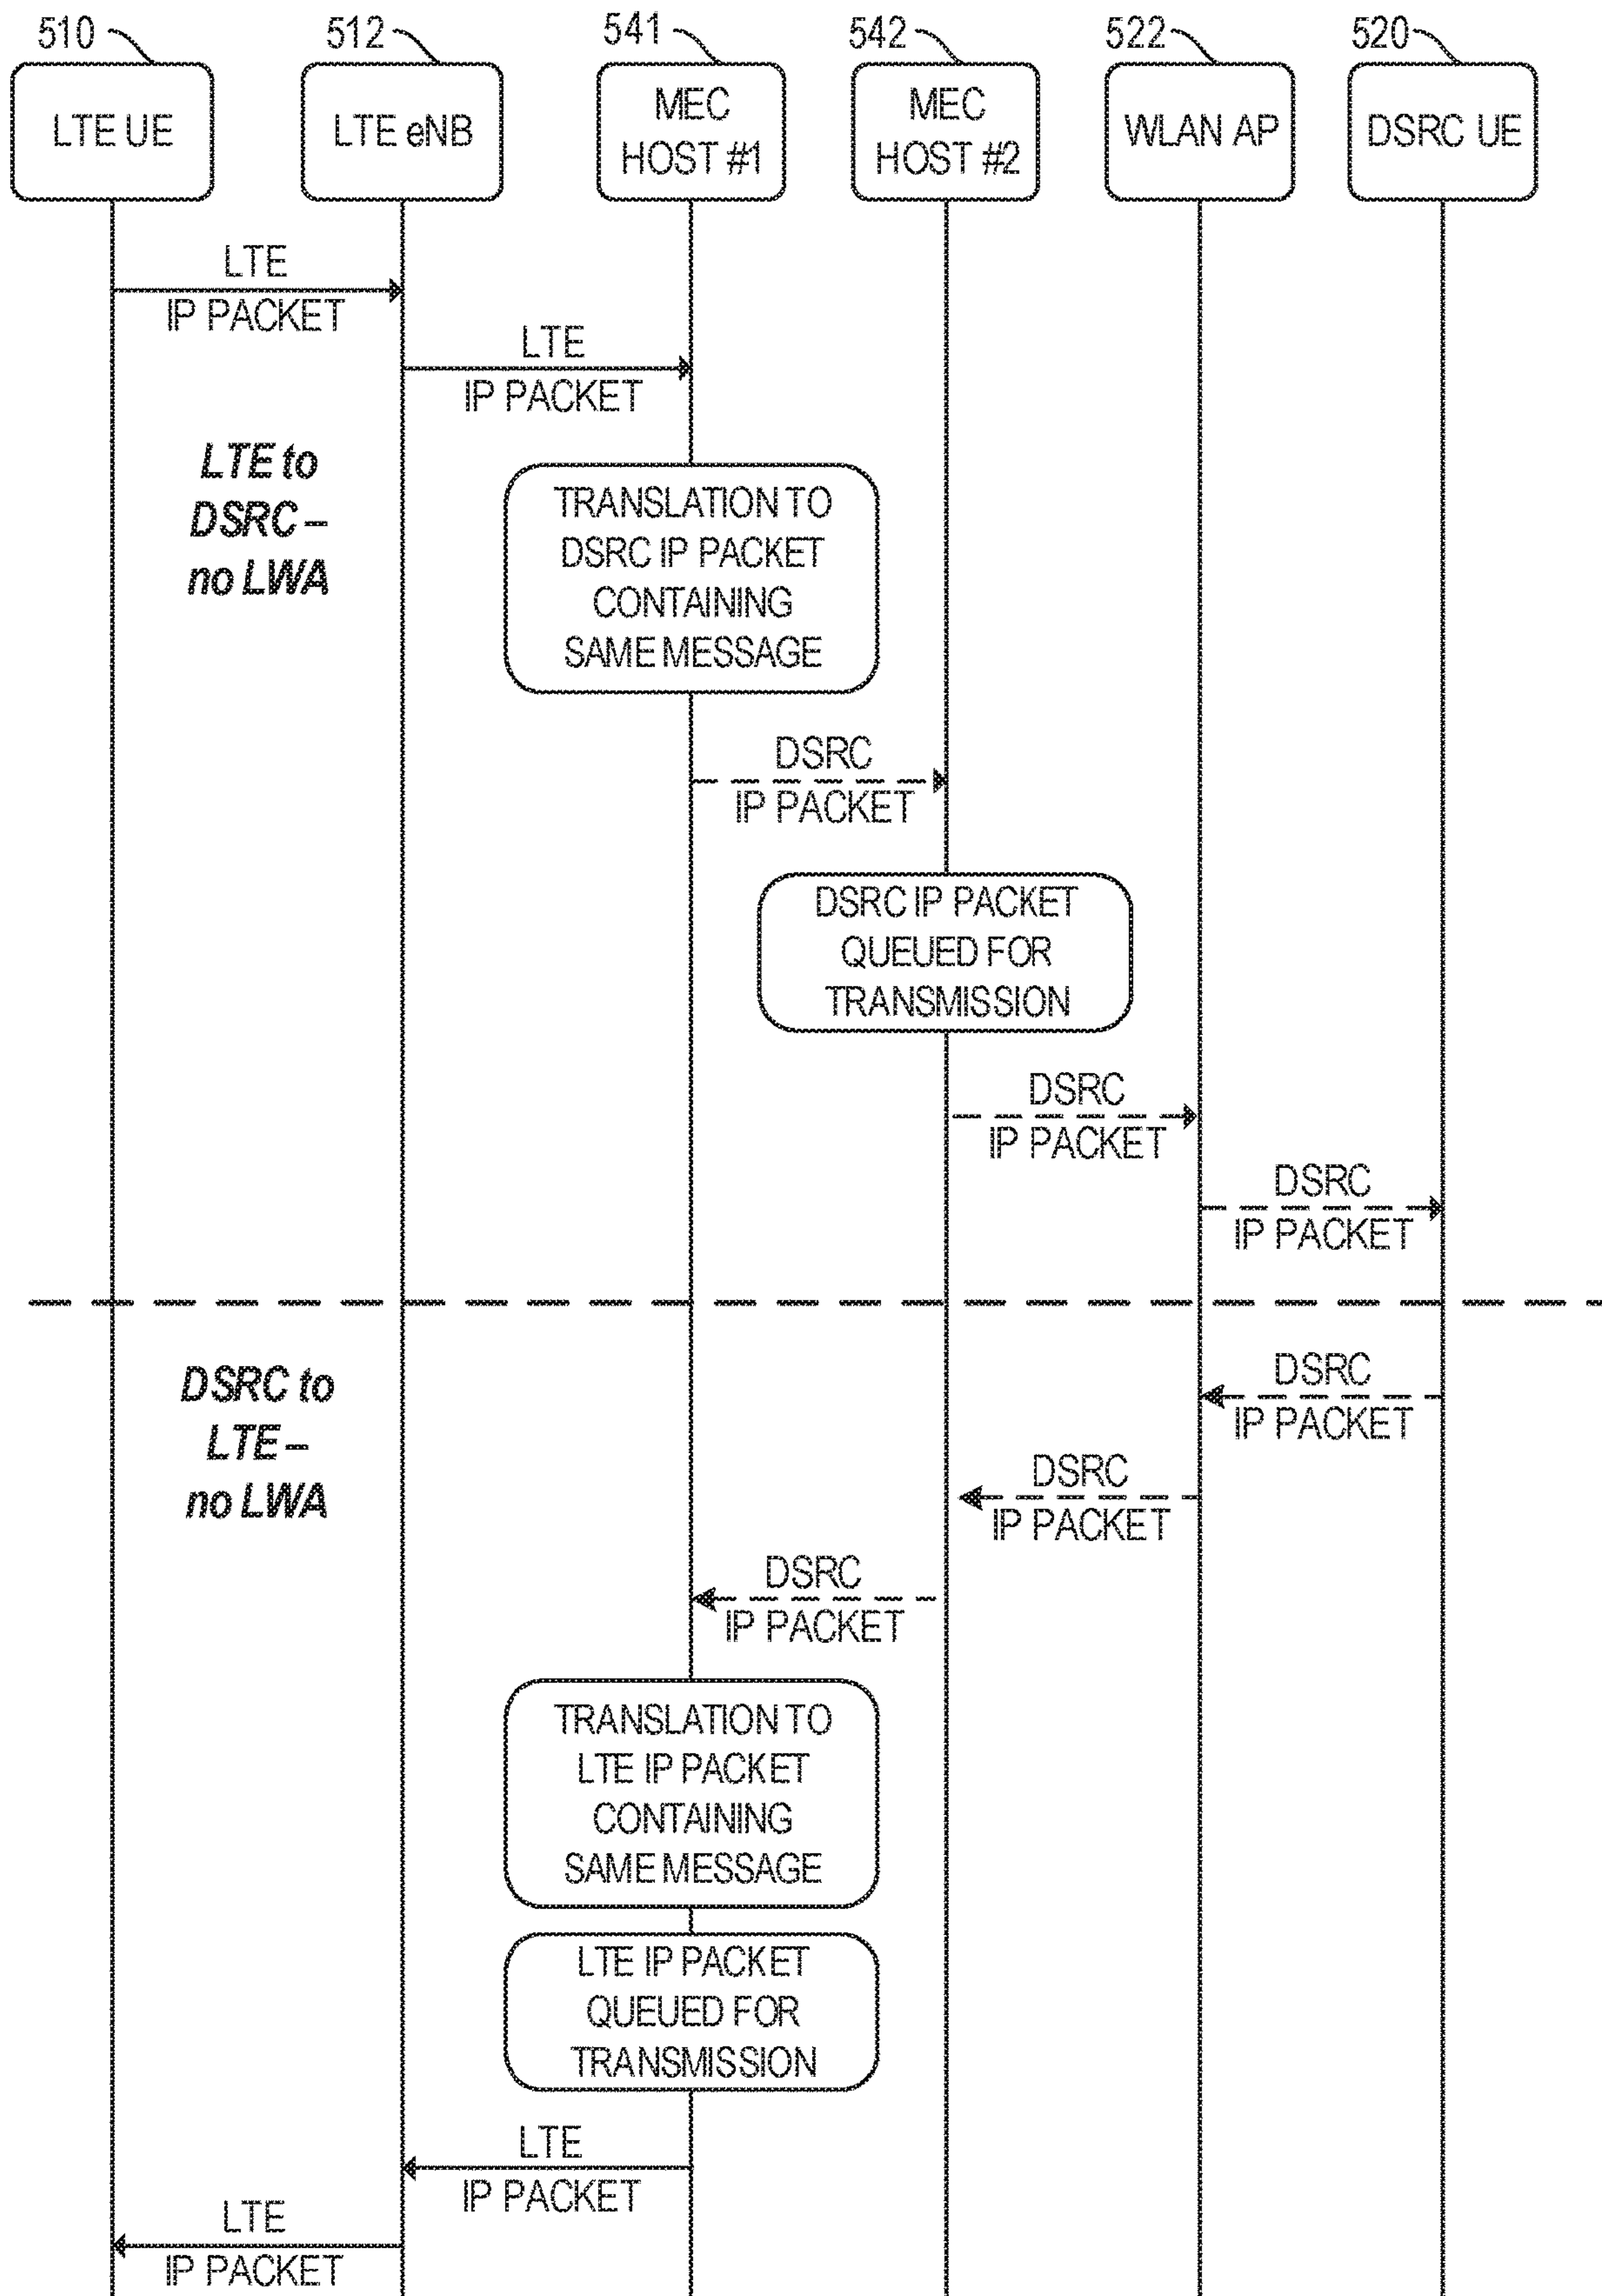 510
512
541
542
522
520
LTE UE
LTE eNB
MEC
HOST #1
MEC
HOST #2
WLAN AP
DSRC UE
LTE
IP PACKET
LTE
IP PACKET
LTE to
DSRC –
no LWA
TRANSLATION TO
DSRC IP PACKET
CONTAINING
SAME MESSAGE
DSRC
IP PACKET
DSRC IP PACKET
QUEUED FOR
TRANSMISSION
DSRC
IP PACKET
DSRC
IP PACKET
DSRC to
LTE –
no LWA
DSRC
IP PACKET
DSRC
IP PACKET
DSRC
IP PACKET
TRANSLATION TO
LTE IP PACKET
CONTAINING
SAME MESSAGE
LTE IP PACKET
QUEUED FOR
TRANSMISSION
LTE
IP PACKET
LTE
IP PACKET